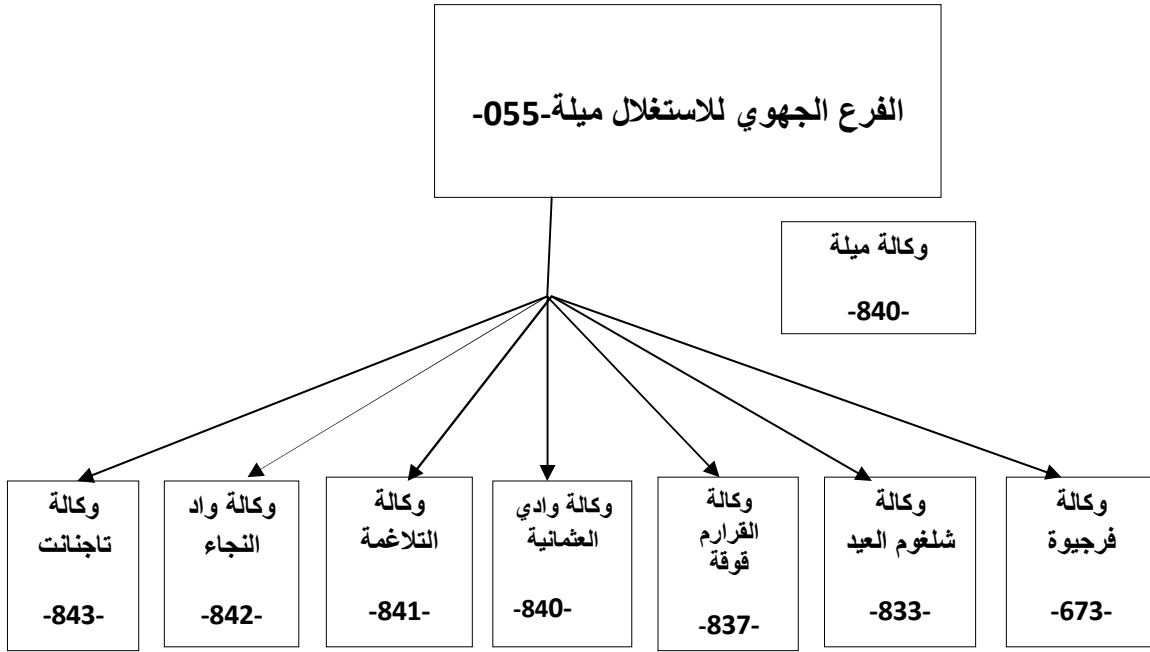 الفرع الجهوي للاستغلال ميلة-055-
وكالة ميلة
-840-
وكالة
فرجيوة
-673-
وكالة
شلغوم العيد
-833-
وكالة
القرارم
قوقة
-837-
وكالة وادي
العثمانية
-840-
وكالة
التلاغمة
-841-
وكالة واد
النجاء
-842-
وكالة
تاجنانت
-843-